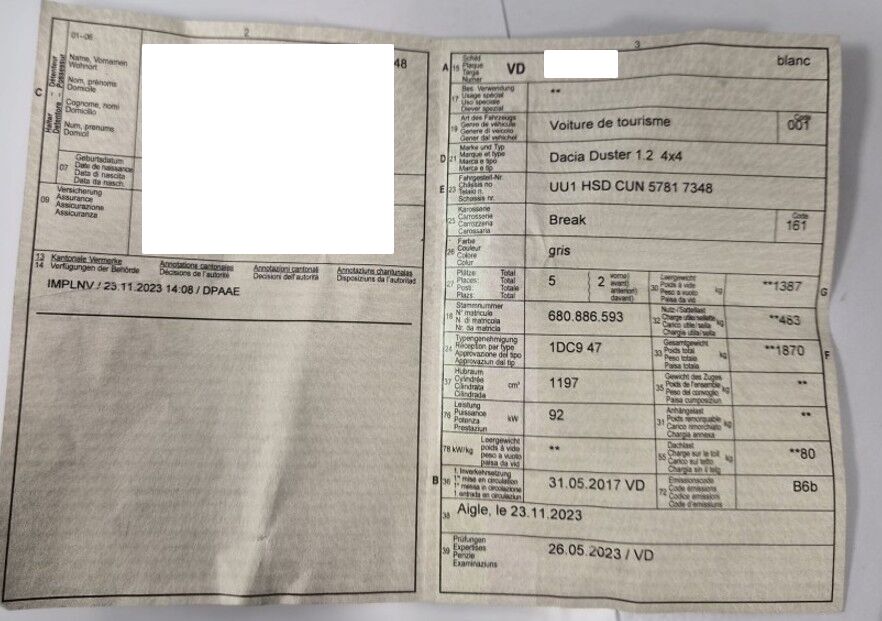 2
01-06
Name, Vornamen
Wohnort
Nom, prénoms
Domicile
Cognome, nomi
Domicilio
Num, prenums
Domicil
C
Halter - Détenteur
Detentore - Possessur
48
07
Geburtsdatum
Date de naissance
Data di nascita
Data da nasch.
09
Versicherung
Assurance
Assicurazione
Assicuranza
13 Kantonale Vermerke Annotations cantonales Annotazioni cantonali Annotaziuns chantunalas
14 Verfügungen der Behörde Décisions de l'autorité Decisioni dell'autorità Disposiziuns da l'autoritad
IMPLNV / 23.11.2023 14:08 / DPAAE
3
A 15
Schild
Plaque
Targa
Numer
VD
blanc
17
Bes. Verwendung
Usage spécial
Uso speciale
Diever spezial
**
19
Art des Fahrzeugs
Genre de véhicule
Genere di veicolo
Gener dal vehichel
Voiture de tourisme
Code
001
D 21
Marke und Typ
Marque et type
Marca e tipo
Marca e tip
Dacia Duster 1.2 4x4
E 23
Fahrgestell-Nr.
Châssis no
Telaio n.
Schassis nr.
UU1 HSD CUN 5781 7348
25
Karosserie
Carrosserie
Carrozzeria
Carossaria
Break
Code
161
26
Farbe
Couleur
Colore
Colur
gris
27
Plätze Total
Places: Total
Posti: Totale
Plazs: Total
5
2
vorne)
avant)
anteriori)
davant)
30
Leergewicht
Poids à vide
Peso a vuoto
Paisa da vid
kg
**1387
G
18
Stammnummer
N° matricule
N. di matricola
Nr. da matricla
680.886.593
32
Nutz-/Sattellast
Charge utile/sellette
Carico utile/sella
Chargia utila/sella
kg
**483
24
Typengenehmigung
Réception par type
Approvazione del tipo
Approvaziun dal tip
1DC9 47
33
Gesamtgewicht
Poids total
Peso totale
Paisa totala
kg
**1870
F
37
Hubraum
Cylindrée
Cilindrata
Cilindrada
cm³
1197
35
Gewicht des Zuges
Poids de l'ensemble
Peso del convoglio
Paisa cumposiziun
kg
**
76
Leistung
Puissance
Potenza
Prestaziun
kW
92
31
Anhängelast
Poids remorquable
Carico rimorchiato
Chargia annexa
kg
**
78 kW/kg
Leergewicht
poids à vide
peso a vuoto
paisa da vid
**
55
Dachlast
Charge sur le toit
Carico sul tetto
Chargia sin il tetg
kg
**80
B 36
1. Inverkehrsetzung
1re mise en circulation
1a messa in circolazione
1. entrada en circulaziun
31.05.2017 VD
72
Emissionscode
Code émissions
Codice emissioni
Code d'emissiuns
B6b
38
Aigle, le 23.11.2023
39
Prüfungen
Expertises
Perizie
Examinaziuns
26.05.2023 / VD